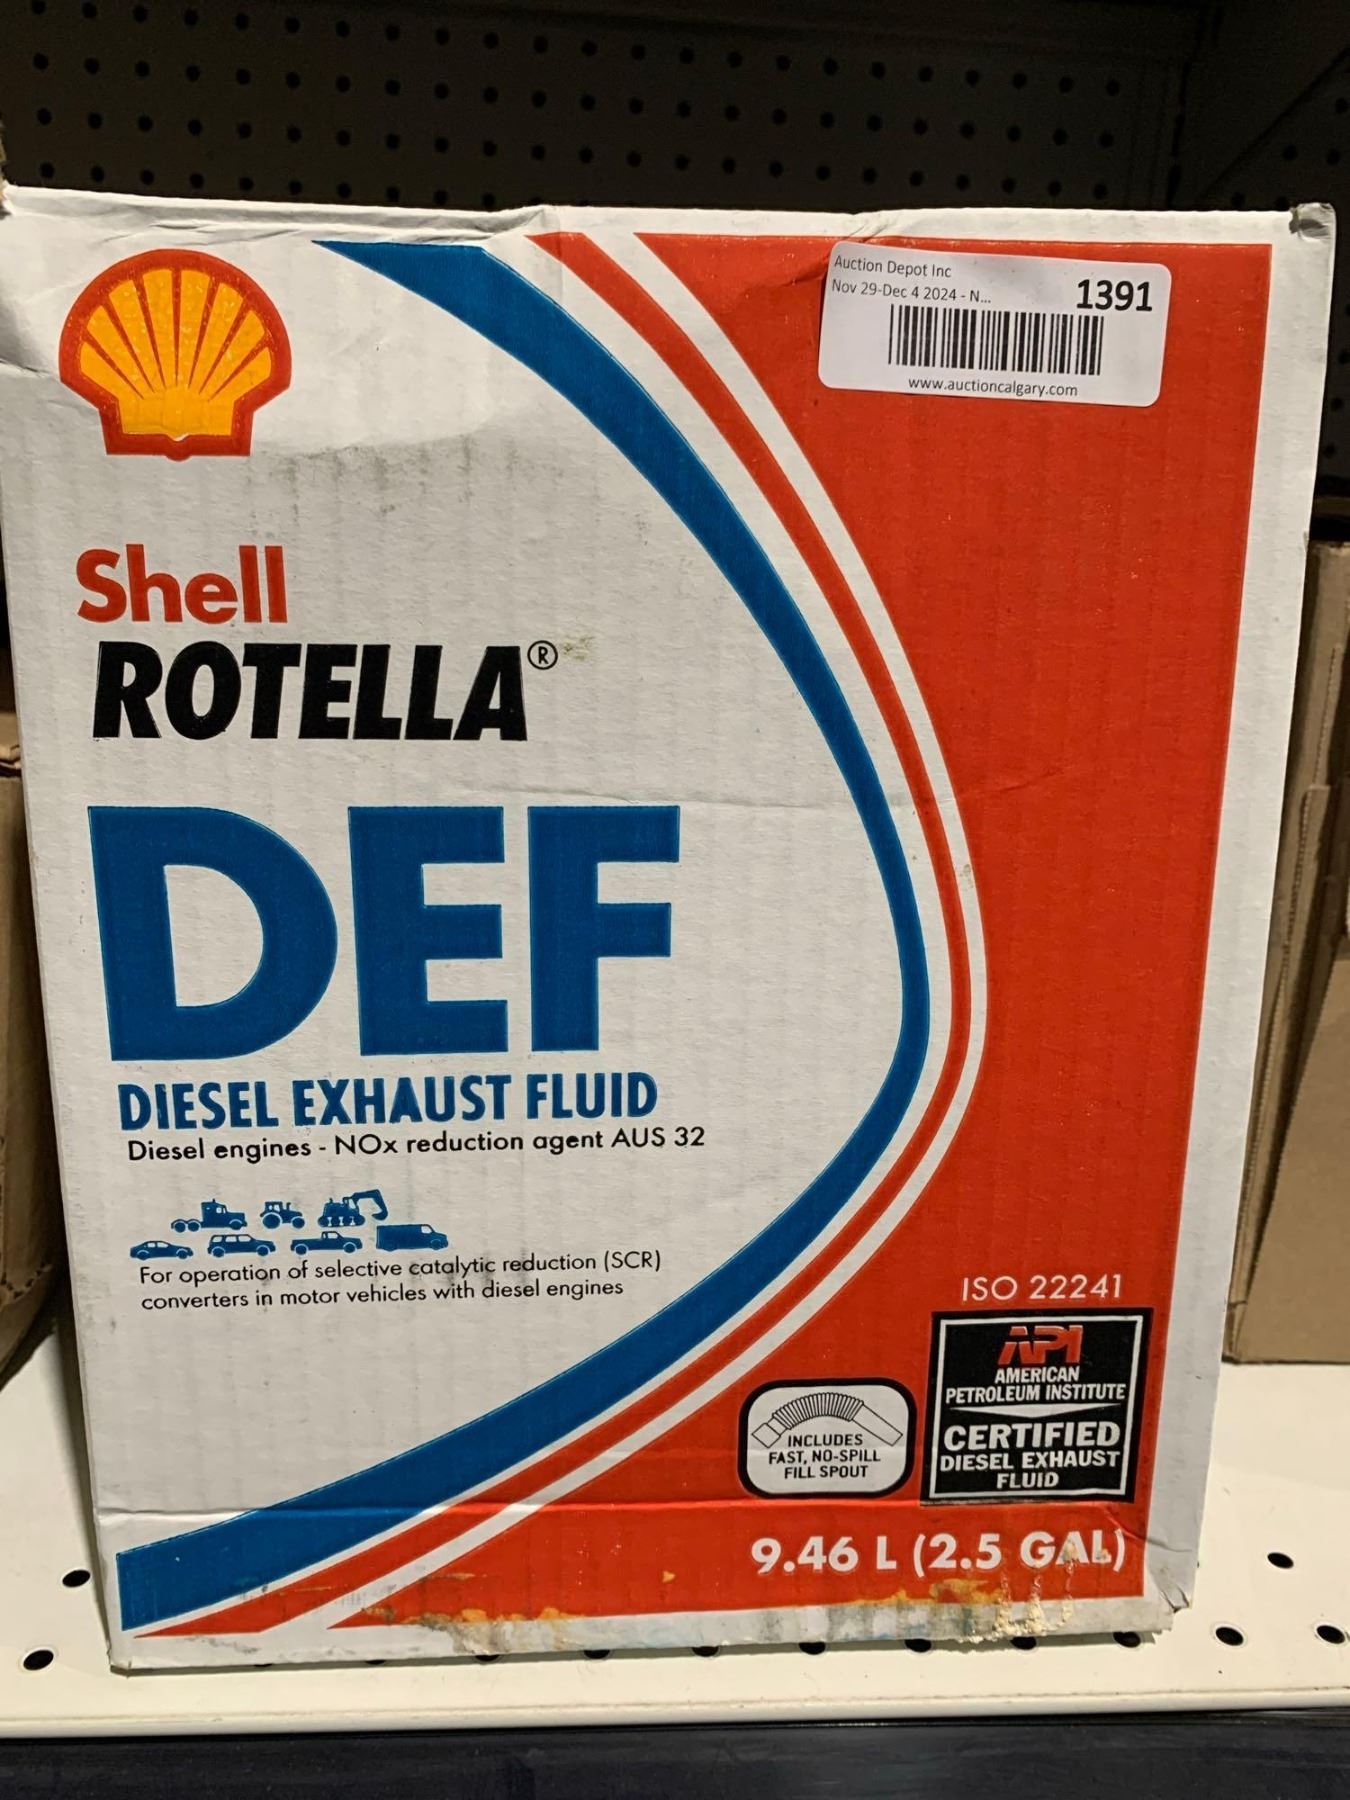 Auction Depot Inc
Nov 29-Dec 4 2024 - N...
1391
www.auctioncalgary.com
Shell
ROTELLA®
DEF
DIESEL EXHAUST FLUID
Diesel engines - NOx reduction agent AUS 32
For operation of selective catalytic reduction (SCR)
converters in motor vehicles with diesel engines
ISO 22241
API
AMERICAN
PETROLEUM INSTITUTE
CERTIFIED
DIESEL EXHAUST
FLUID
INCLUDES
FAST, NO-SPILL
FILL SPOUT
9.46 L (2.5 GAL)